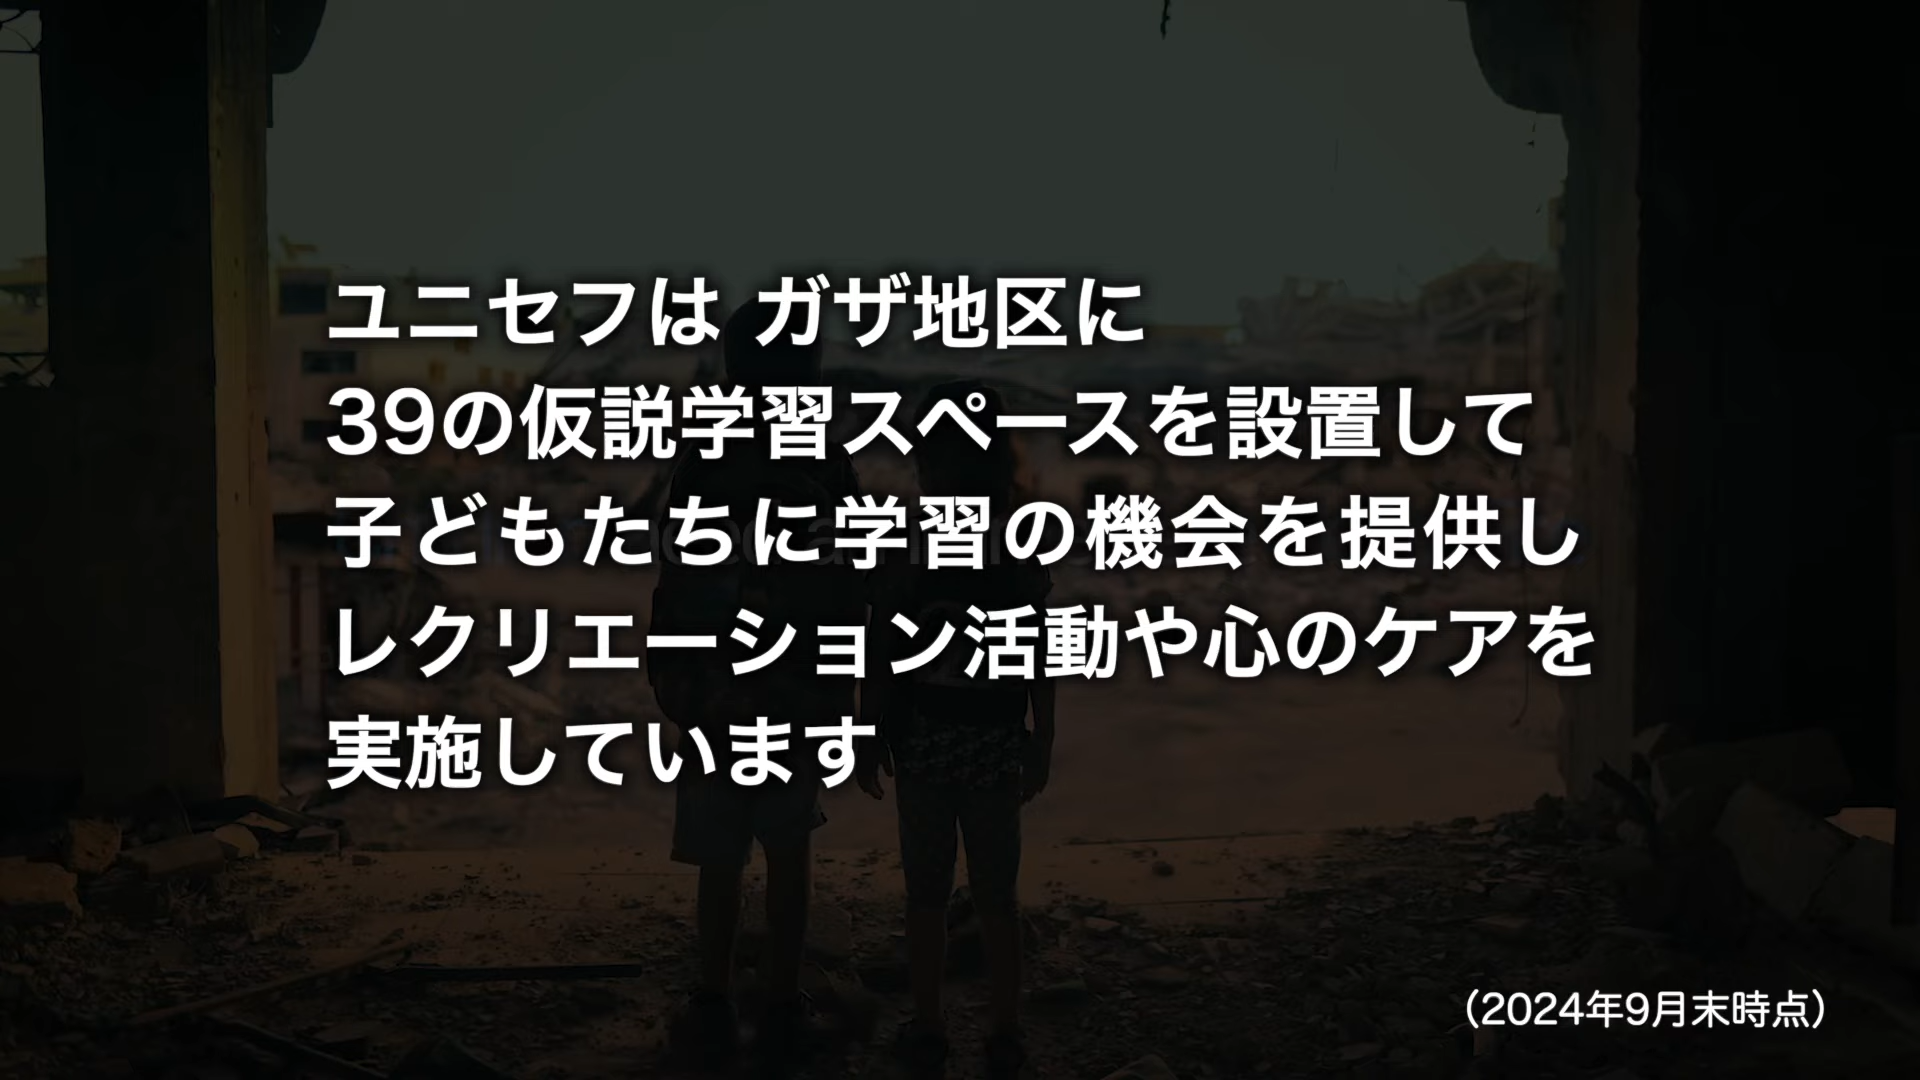 ユニセフは ガザ地区に
39の仮説学習スペースを設置して
子どもたちに学習の機会を提供し
レクリエーション活動や心のケアを
実施しています
（2024年9月末時点）